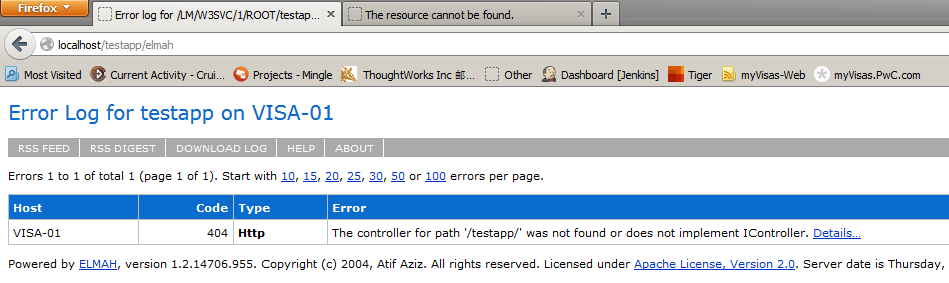 Firefox
Error log for /LM/W3SVC/1/ROOT/testap... × The resource cannot be found. × +
localhost/testapp/elmah
Most Visited Current Activity - Crui... Projects - Mingle ThoughtWorks Inc 邮... Other Dashboard [Jenkins] Tiger myVisas-Web myVisas.PwC.com
Error Log for testapp on VISA-01
RSS FEED RSS DIGEST DOWNLOAD LOG HELP ABOUT
Errors 1 to 1 of total 1 (page 1 of 1). Start with 10, 15, 20, 25, 30, 50 or 100 errors per page.
Host Code Type Error
VISA-01 404 Http The controller for path '/testapp/' was not found or does not implement IController. Details...
Powered by ELMAH, version 1.2.14706.955. Copyright (c) 2004, Atif Aziz. All rights reserved. Licensed under Apache License, Version 2.0. Server date is Thursday,